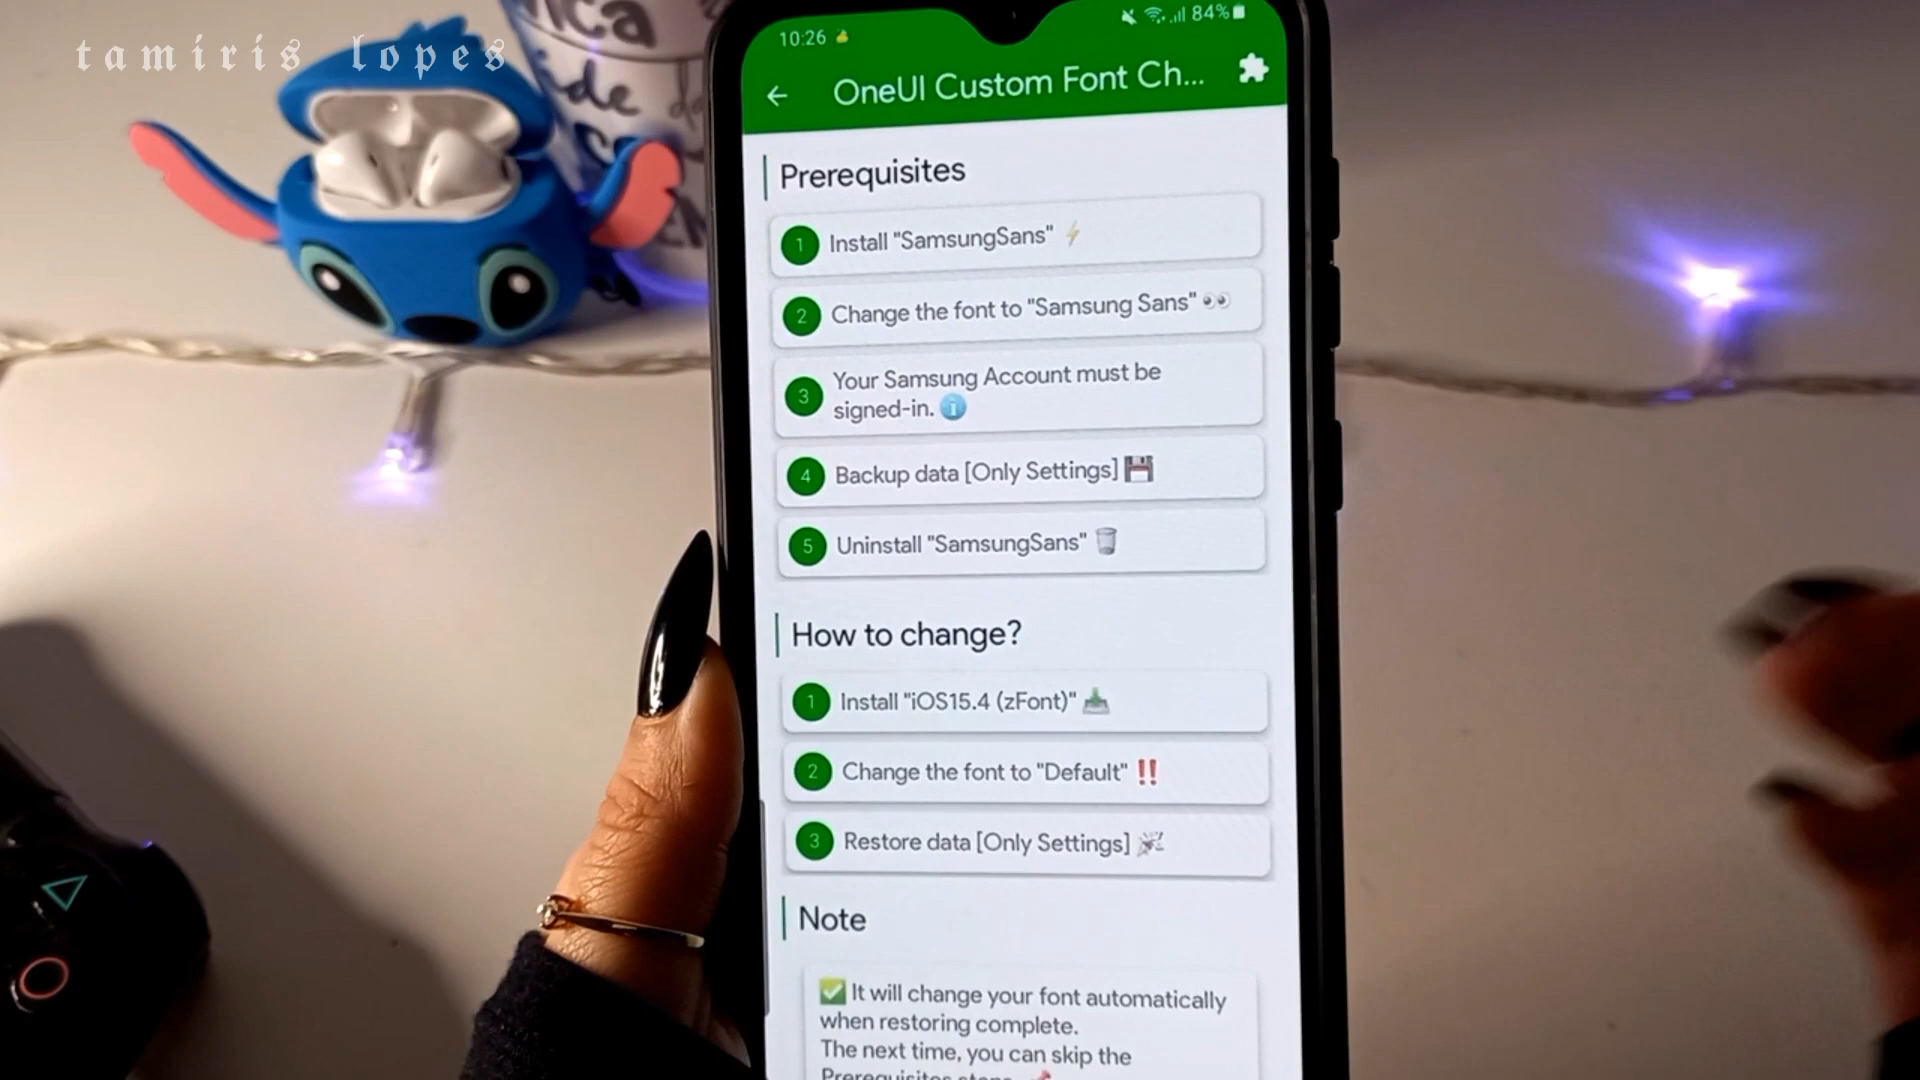 tamiris lopes
ica
de
10:26
84%
OneUI Custom Font Ch...
Prerequisites
1 Install "SamsungSans" ⚡
2 Change the font to "Samsung Sans" 👀
3 Your Samsung Account must be
signed-in. ℹ️
4 Backup data [Only Settings] 💾
5 Uninstall "SamsungSans" 🗑️
How to change?
1 Install "iOS15.4 (zFont)" 📥
2 Change the font to "Default" ‼️
3 Restore data [Only Settings] 🎉
Note
✅ It will change your font automatically
when restoring complete.
The next time, you can skip the
Prerequisites steps.